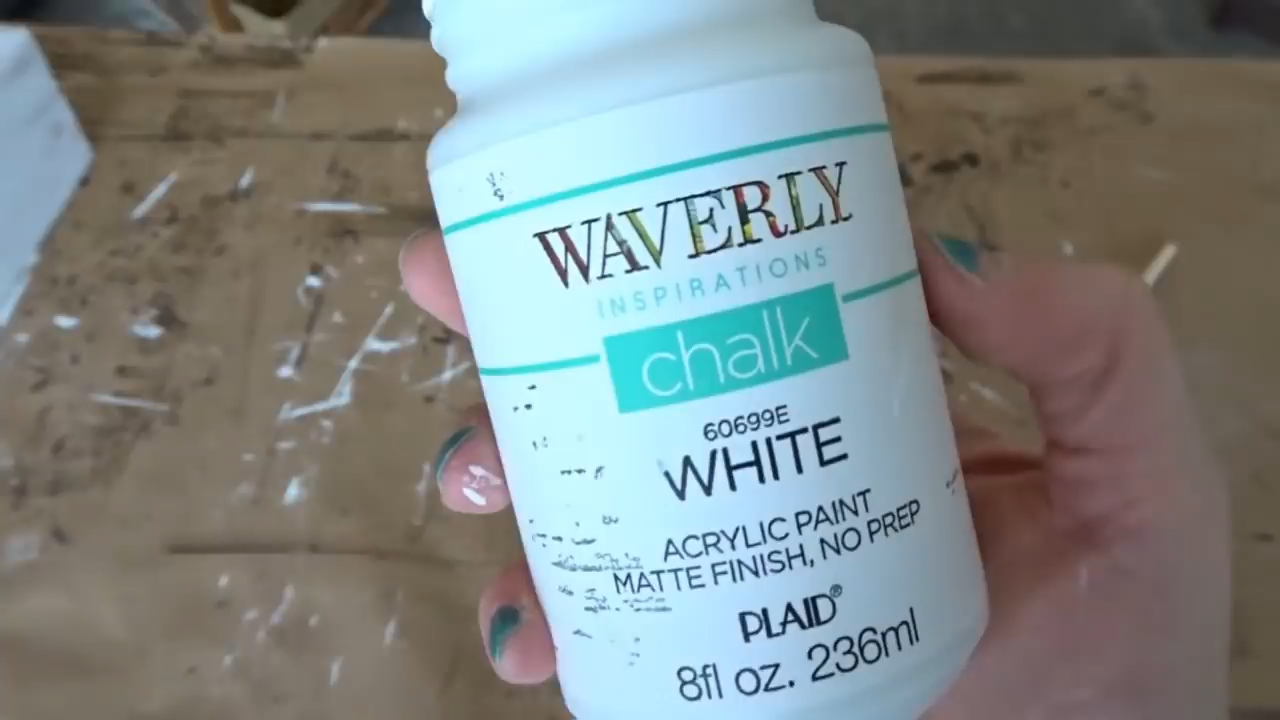 WAVERLY
INSPIRATIONS
chalk
60699E
WHITE
ACRYLIC PAINT
MATTE FINISH, NO PREP
PLAID®
8fl oz. 236ml